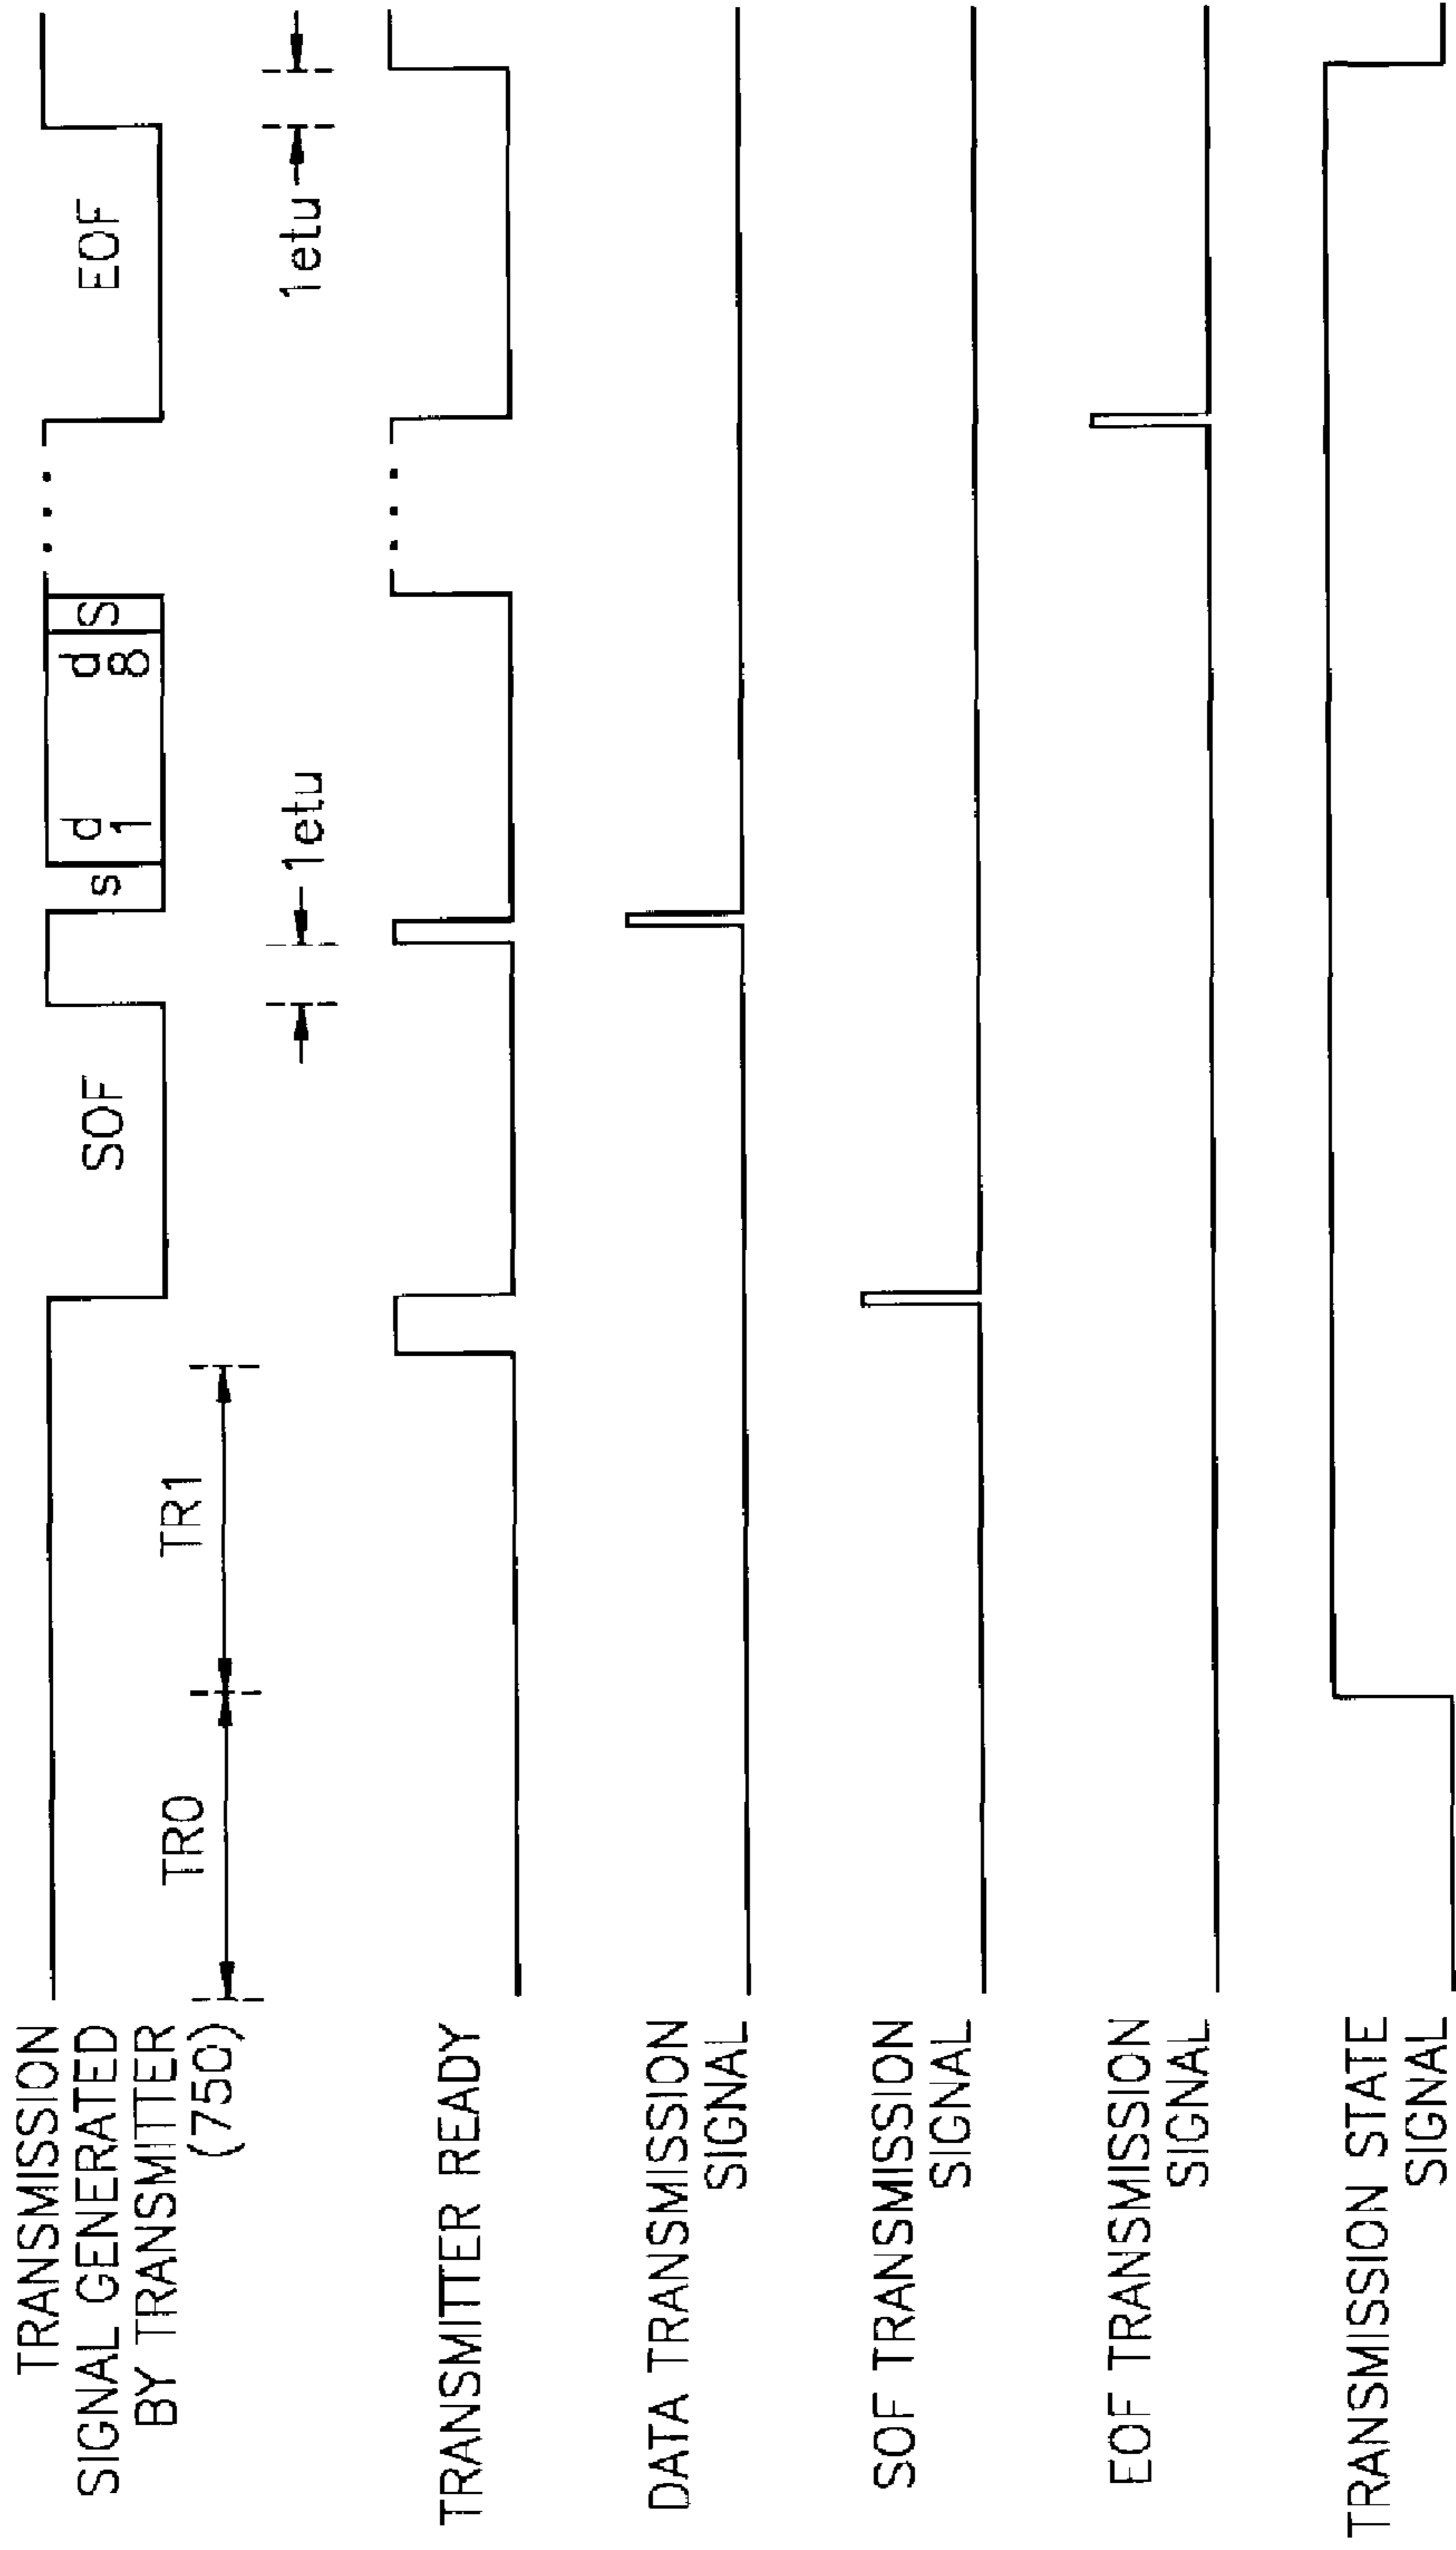 TRANSMISSION
SIGNAL GENERATED
BY TRANSMITTER
(750)
SOF
s
d
1
d
8
S
EOF
TR0
TR1
1etu
1etu
TRANSMITTER READY
DATA TRANSMISSION
SIGNAL
SOF TRANSMISSION
SIGNAL
EOF TRANSMISSION
SIGNAL
TRANSMISSION STATE
SIGNAL